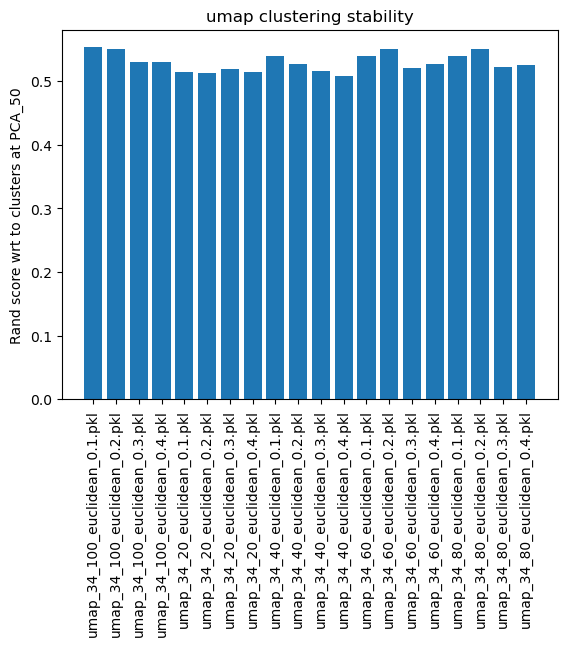 umap clustering stability
Rand score wrt to clusters at PCA_50
0.5
0.4
0.3
0.2
0.1
0.0
umap_34_100_euclidean_0.1.pkl
umap_34_100_euclidean_0.2.pkl
umap_34_100_euclidean_0.3.pkl
umap_34_100_euclidean_0.4.pkl
umap_34_20_euclidean_0.1.pkl
umap_34_20_euclidean_0.2.pkl
umap_34_20_euclidean_0.3.pkl
umap_34_20_euclidean_0.4.pkl
umap_34_40_euclidean_0.1.pkl
umap_34_40_euclidean_0.2.pkl
umap_34_40_euclidean_0.3.pkl
umap_34_40_euclidean_0.4.pkl
umap_34_60_euclidean_0.1.pkl
umap_34_60_euclidean_0.2.pkl
umap_34_60_euclidean_0.3.pkl
umap_34_60_euclidean_0.4.pkl
umap_34_80_euclidean_0.1.pkl
umap_34_80_euclidean_0.2.pkl
umap_34_80_euclidean_0.3.pkl
umap_34_80_euclidean_0.4.pkl